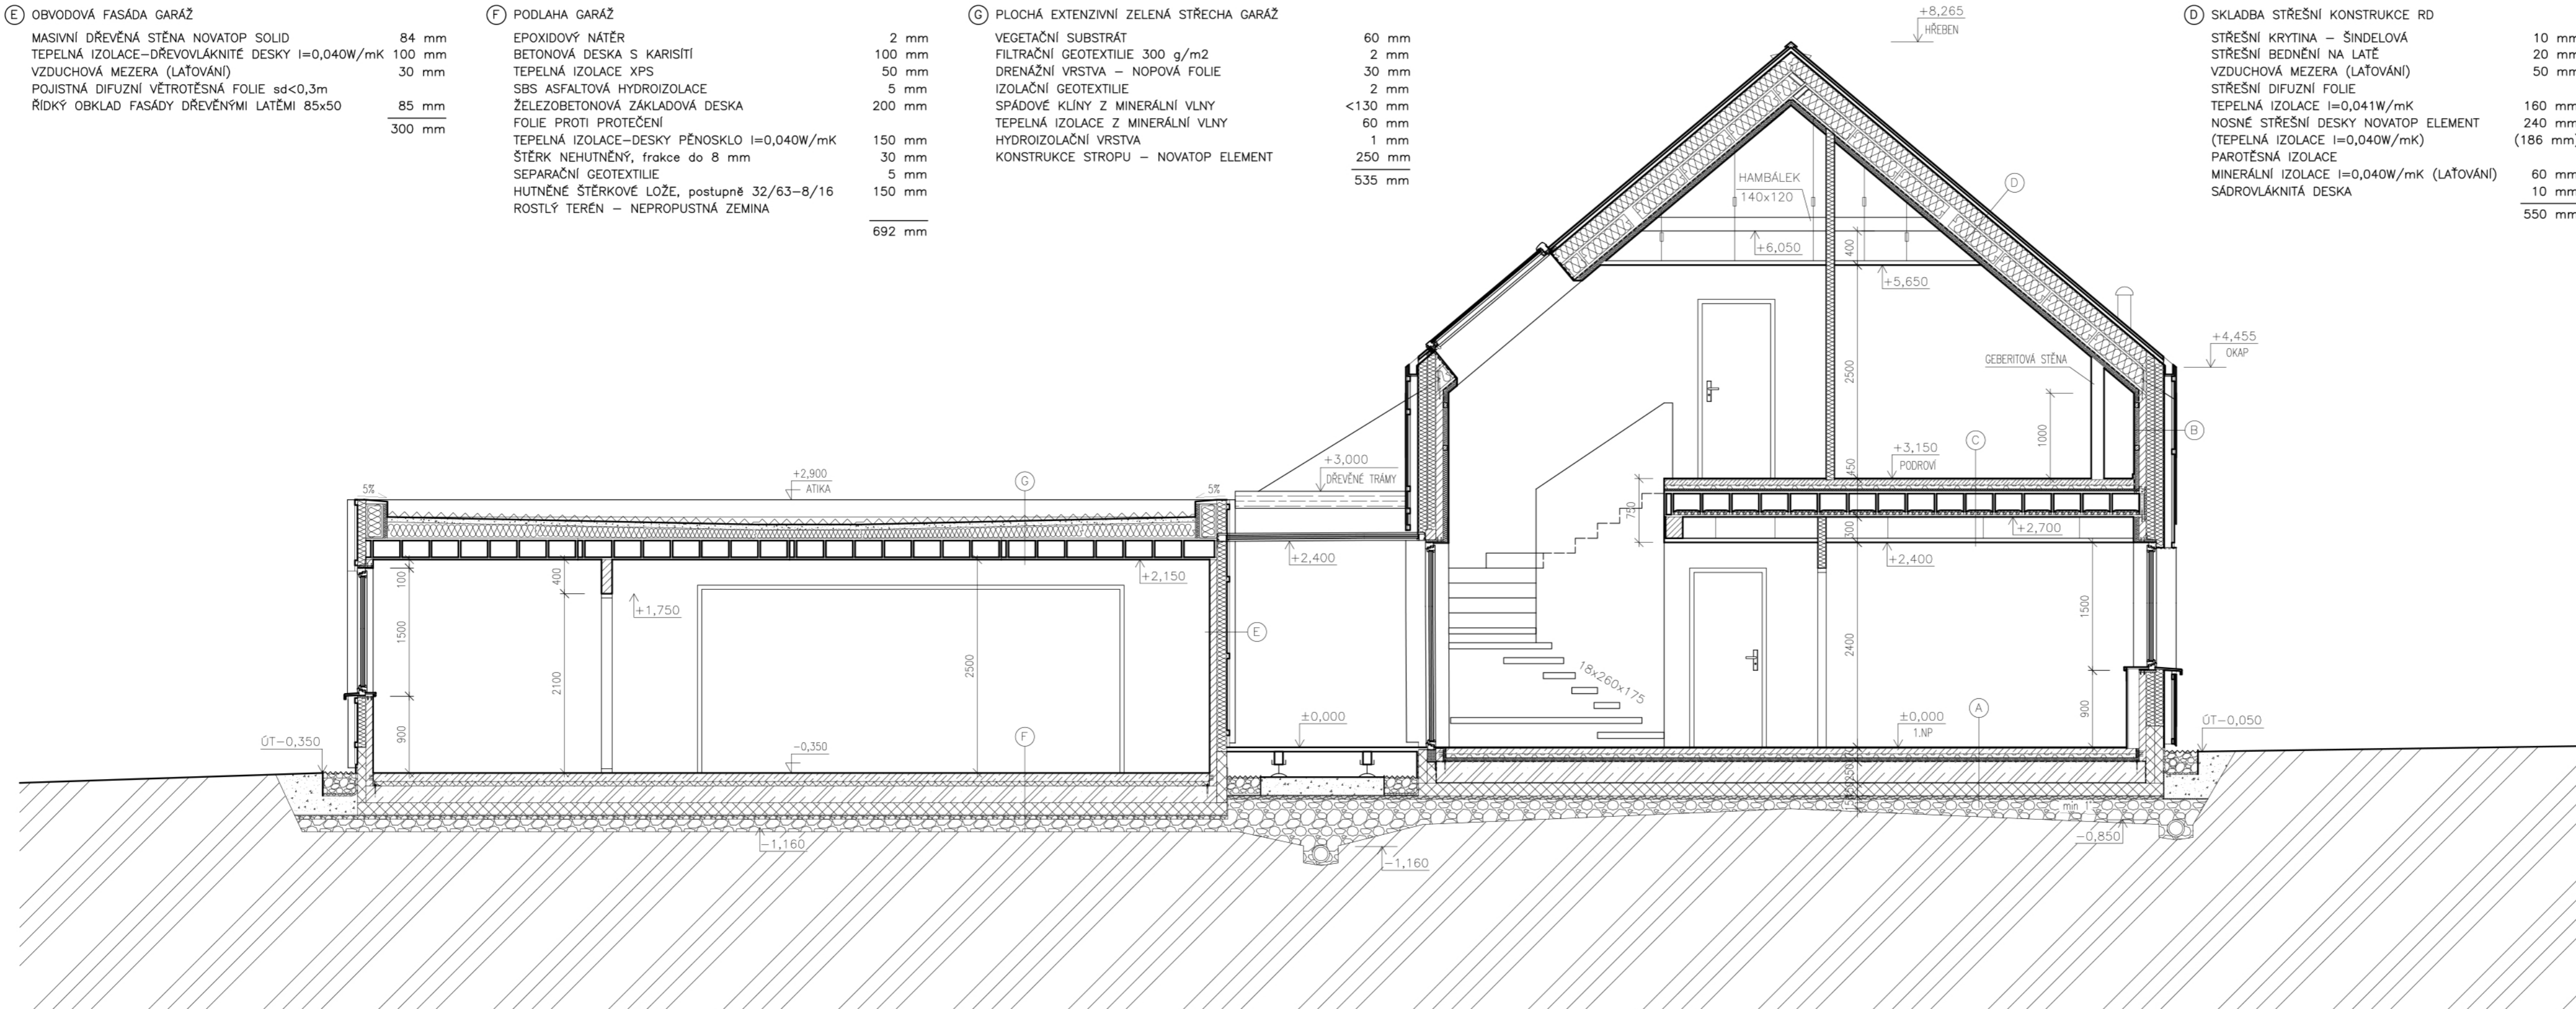 E OBVODOVÁ FASÁDA GARÁŽ
MASIVNÍ DŘEVĚNÁ STĚNA NOVATOP SOLID 84 mm
TEPELNÁ IZOLACE–DŘEVOVLÁKNITÉ DESKY l=0,040W/mK 100 mm
VZDUCHOVÁ MEZERA (LAŤOVÁNÍ) 30 mm
POJISTNÁ DIFUZNÍ VĚTROTĚSNÁ FOLIE sd<0,3m
ŘÍDKÝ OBKLAD FASÁDY DŘEVĚNÝMI LATĚMI 85x50 85 mm
300 mm
F PODLAHA GARÁŽ
EPOXIDOVÝ NÁTĚR 2 mm
BETONOVÁ DESKA S KARISÍTÍ 100 mm
TEPELNÁ IZOLACE XPS 50 mm
SBS ASFALTOVÁ HYDROIZOLACE 5 mm
ŽELEZOBETONOVÁ ZÁKLADOVÁ DESKA 200 mm
FOLIE PROTI PROTEČENÍ
TEPELNÁ IZOLACE–DESKY PĚNOSKLO l=0,040W/mK 150 mm
ŠTĚRK NEHUTNĚNÝ, frakce do 8 mm 30 mm
SEPARAČNÍ GEOTEXTILIE 5 mm
HUTNĚNÉ ŠTĚRKOVÉ LOŽE, postupně 32/63–8/16 150 mm
ROSTLÝ TERÉN – NEPROPUSTNÁ ZEMINA
692 mm
G PLOCHÁ EXTENZIVNÍ ZELENÁ STŘECHA GARÁŽ
VEGETAČNÍ SUBSTRÁT 60 mm
FILTRAČNÍ GEOTEXTILIE 300 g/m2 2 mm
DRENÁŽNÍ VRSTVA – NOPOVÁ FOLIE 30 mm
IZOLAČNÍ GEOTEXTILIE 2 mm
SPÁDOVÉ KLÍNY Z MINERÁLNÍ VLNY <130 mm
TEPELNÁ IZOLACE Z MINERÁLNÍ VLNY 60 mm
HYDROIZOLAČNÍ VRSTVA 1 mm
KONSTRUKCE STROPU – NOVATOP ELEMENT 250 mm
535 mm
D SKLADBA STŘEŠNÍ KONSTRUKCE RD
STŘEŠNÍ KRYTINA – ŠINDELOVÁ 10 mm
STŘEŠNÍ BEDNĚNÍ NA LATĚ 20 mm
VZDUCHOVÁ MEZERA (LAŤOVÁNÍ) 50 mm
STŘEŠNÍ DIFUZNÍ FOLIE
TEPELNÁ IZOLACE l=0,041W/mK 160 mm
NOSNÉ STŘEŠNÍ DESKY NOVATOP ELEMENT 240 mm
(TEPELNÁ IZOLACE l=0,040W/mK) (186 mm)
PAROTĚSNÁ IZOLACE
MINERÁLNÍ IZOLACE l=0,040W/mK (LAŤOVÁNÍ) 60 mm
SÁDROVLÁKNITÁ DESKA 10 mm
550 mm
+8,265
HŘEBEN
HAMBÁLEK
140x120
D
+6,050
400
+5,650
+4,455
OKAP
GEBERITOVÁ STĚNA
2500
1000
B
C
+3,150
PODROVÍ
450
+3,000
DŘEVĚNÉ TRÁMY
+2,900
ATIKA
G
5%
5%
750
300
+2,700
+2,400
+2,400
+2,150
100
400
+1,750
1500
2100
2500
E
2400
1500
18x260x175
900
900
±0,000
±0,000
1.NP
A
F
-0,350
ÚT-0,350
ÚT-0,050
min 1°
-0,850
-1,160
-1,160